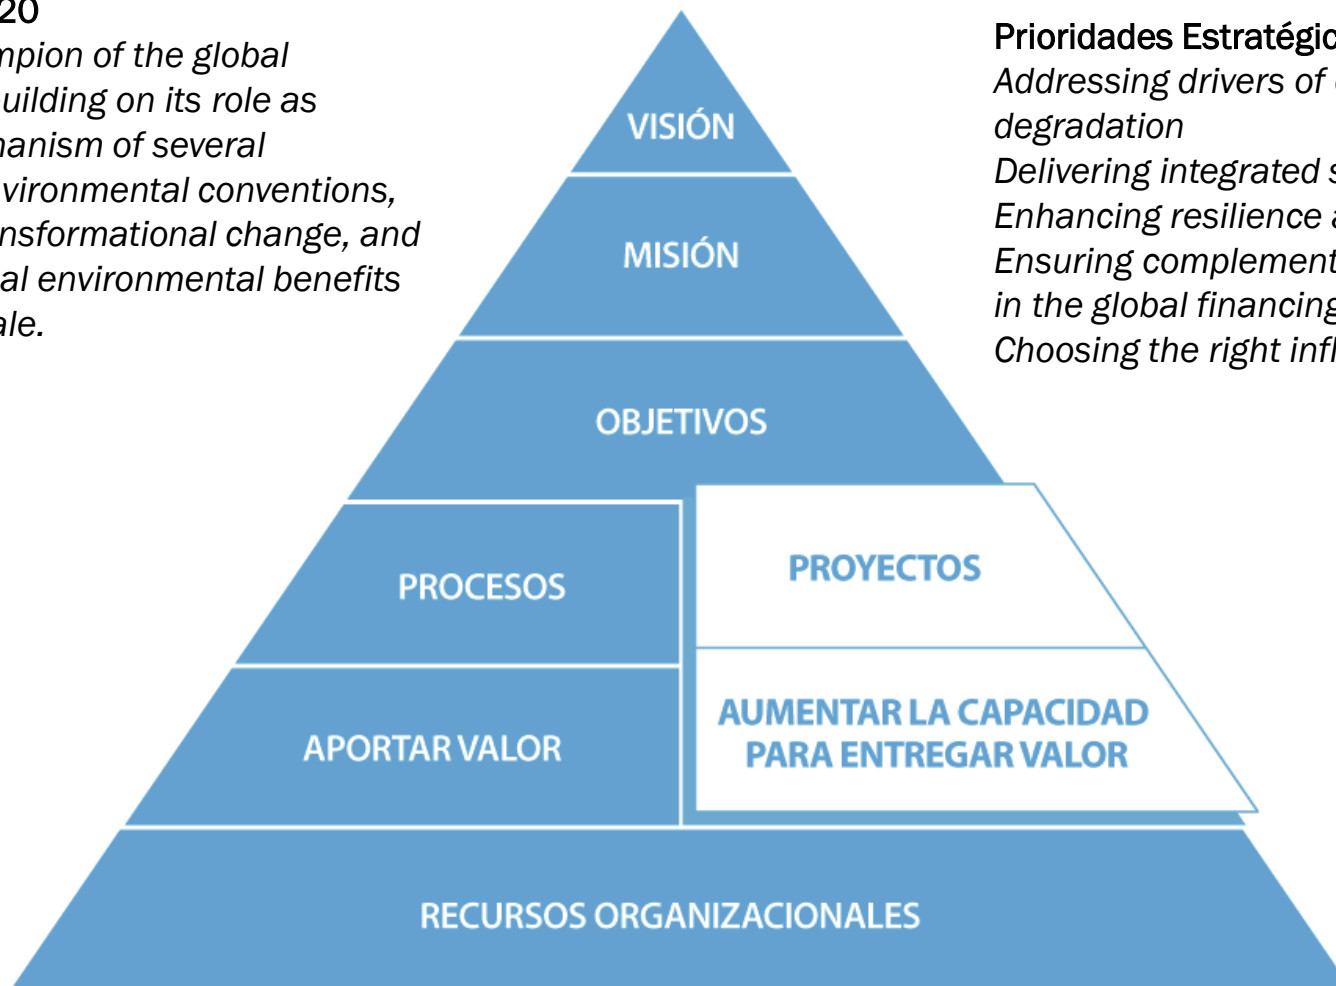 20
mpion of the global
uilding on its role as
hanism of several
vironmental conventions,
nsformational change, and
al environmental benefits
ale.
Prioridades Estratégic
Addressing drivers of
degradation
Delivering integrated s
Enhancing resilience a
Ensuring complement
in the global financing
Choosing the right infl
VISIÓN
MISIÓN
OBJETIVOS
PROCESOS
PROYECTOS
APORTAR VALOR
AUMENTAR LA CAPACIDAD
PARA ENTREGAR VALOR
RECURSOS ORGANIZACIONALES